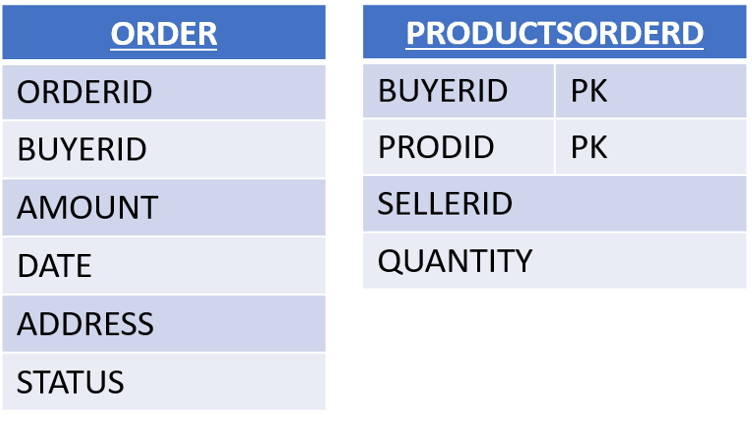 ORDER
ORDERID
BUYERID
AMOUNT
DATE
ADDRESS
STATUS
PRODUCTSORDERD
BUYERID PK
PRODID PK
SELLERID
QUANTITY